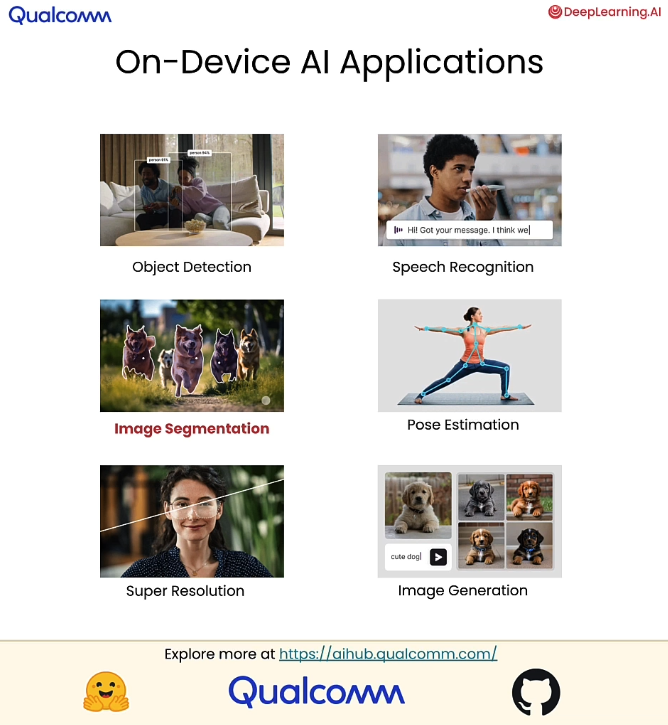 Qualcomm
DeepLearning.AI
On-Device AI Applications
person 89%
person 94%
Hi! Got your message. I think we
Object Detection
Speech Recognition
Image Segmentation
Pose Estimation
cute dog
Super Resolution
Image Generation
Explore more at https://aihub.qualcomm.com/
Qualcomm